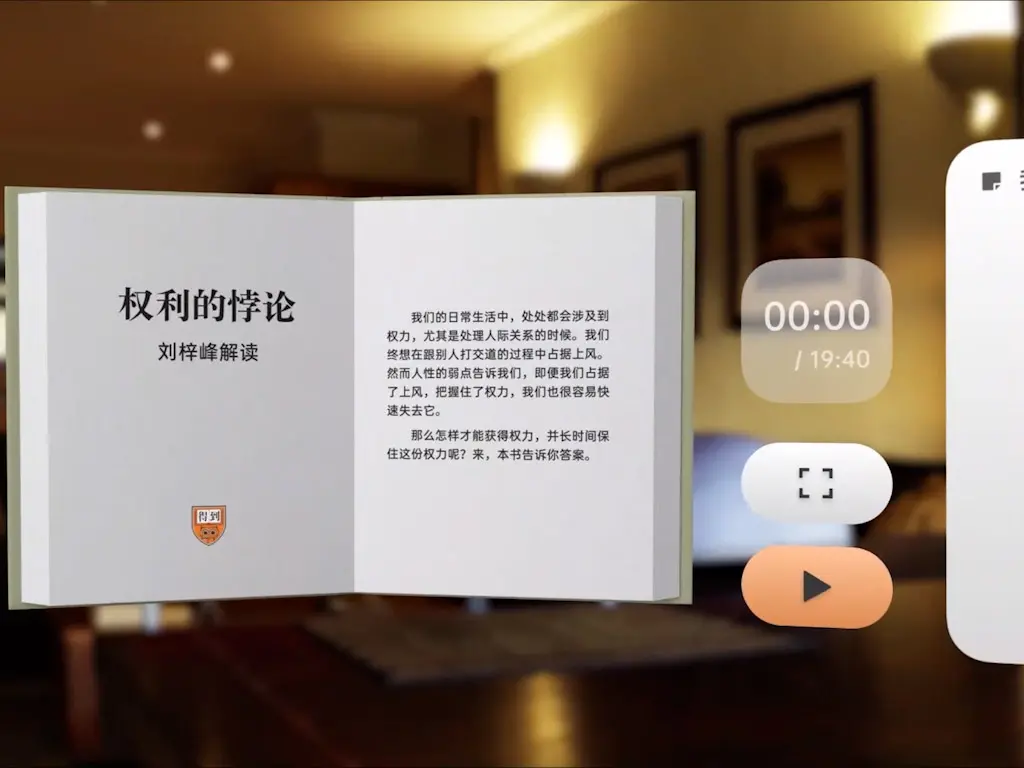 权利的悖论
刘梓峰解读
得到
我们的日常生活中，处处都会涉及到
权力，尤其是处理人际关系的时候。我们
终想在跟别人打交道的过程中占据上风。
然而人性的弱点告诉我们，即便我们占据
了上风，把握住了权力，我们也很容易快
速失去它。
那么怎样才能获得权力，并长时间保
住这份权力呢？来，本书告诉你答案。
00:00
/ 19:40